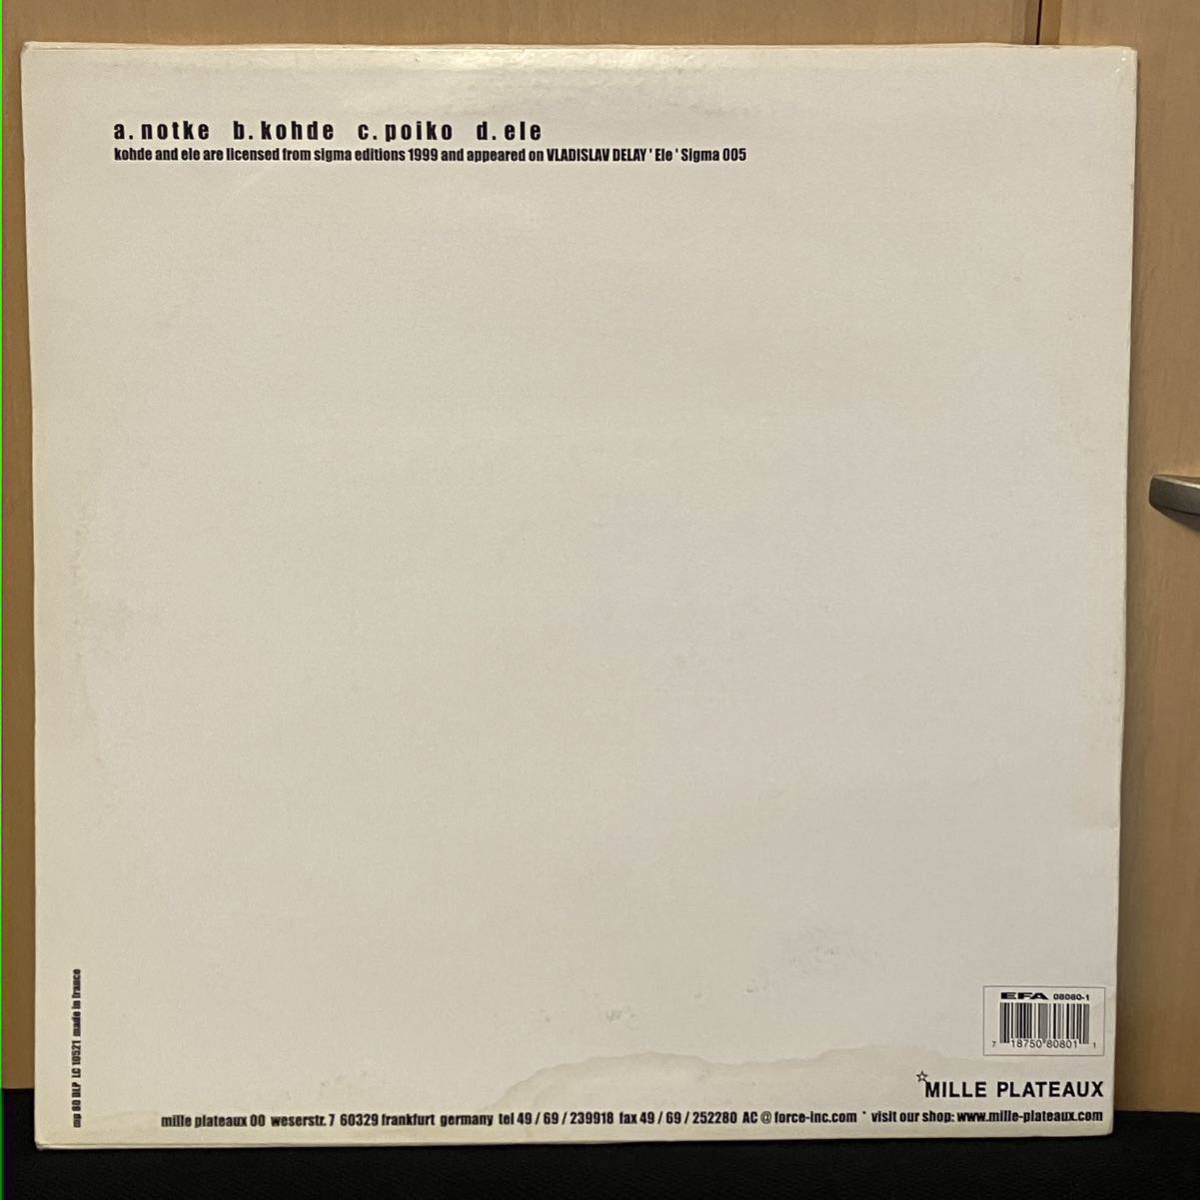 a. notke b. kohde c. poiko d. ele
kohde and ele are licensed from sigma editions 1999 and appeared on VLADISLAV DELAY ' Ele ' Sigma 005
mp 80 DLP LC 10521 made in france
EFA 08080-1
7 18750 80801 1
☆MILLE PLATEAUX
mille plateaux 00 weserstr. 7 60329 frankfurt germany tel 49 / 69 / 239918 fax 49 / 69 / 252280 AC @ force-inc.com * visit our shop: www.mille-plateaux.com